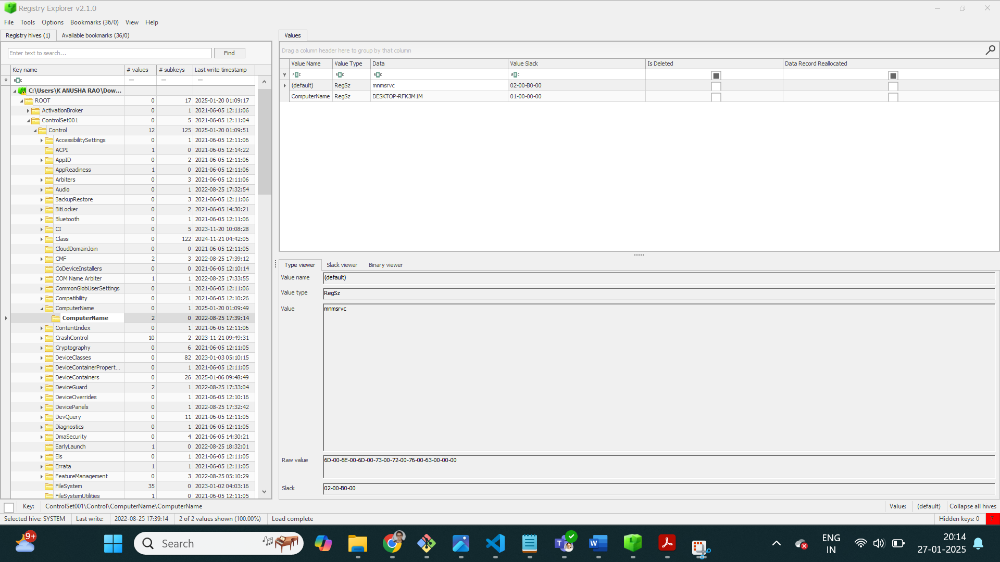 Registry Explorer v2.1.0
File Tools Options Bookmarks (36/0) View Help
Registry hives (1) Available bookmarks (36/0)
Enter text to search... Find
Key name # values # subkeys Last write timestamp
= = =
C:\Users\K ANUSHA RAO\Dow...
ROOT 0 17 2025-01-20 01:09:17
ActivationBroker 0 1 2021-06-05 12:11:06
ControlSet001 0 5 2021-06-05 12:11:04
Control 12 125 2025-01-20 01:09:51
AccessibilitySettings 0 1 2021-06-05 12:11:06
ACPI 1 0 2021-06-05 12:14:22
AppID 0 2 2021-06-05 12:11:06
AppReadiness 1 0 2021-06-05 12:11:06
Arbiters 0 3 2021-06-05 12:11:06
Audio 0 1 2022-08-25 17:32:54
BackupRestore 0 3 2021-06-05 12:11:06
BitLocker 0 2 2021-06-05 14:30:21
Bluetooth 0 1 2021-06-05 12:11:06
CI 0 5 2023-11-20 10:08:28
Class 0 122 2024-11-21 04:42:05
CloudDomainJoin 0 0 2021-06-05 12:11:05
CMF 2 3 2022-08-25 17:39:12
CoDeviceInstallers 0 0 2021-06-05 12:10:14
COM Name Arbiter 1 1 2022-08-25 17:33:55
CommonGlobUserSettings 0 1 2021-06-05 12:11:06
Compatibility 0 1 2021-06-05 12:10:26
ComputerName 0 1 2025-01-20 01:09:49
ComputerName 2 0 2022-08-25 17:39:14
ContentIndex 0 1 2021-06-05 12:11:06
CrashControl 10 2 2023-11-21 09:49:31
Cryptography 0 6 2021-06-05 12:11:05
DeviceClasses 0 82 2023-01-03 05:10:15
DeviceContainerPropert... 0 1 2021-06-05 12:11:05
DeviceContainers 0 26 2025-01-06 09:48:49
DeviceGuard 2 1 2022-08-25 17:33:04
DeviceOverrides 0 1 2021-06-05 12:10:16
DevicePanels 0 1 2022-08-25 17:32:42
DevQuery 0 11 2021-06-05 12:11:05
Diagnostics 0 1 2021-06-05 12:11:05
DmaSecurity 0 4 2021-06-05 14:30:21
EarlyLaunch 1 0 2022-08-25 18:32:01
Els 0 1 2021-06-05 12:11:05
Errata 1 1 2021-06-05 12:11:05
FeatureManagement 0 3 2022-08-25 05:10:29
FileSystem 35 0 2023-01-02 04:03:16
FileSystemUtilities 1 0 2021-06-05 12:11:05
Values
Drag a column header here to group by that column
Value Name Value Type Data Value Slack Is Deleted Data Record Reallocated
(default) RegSz mnmsrvc 02-00-B0-00
ComputerName RegSz DESKTOP-RFK3M1M 01-00-00-00
Type viewer Slack viewer Binary viewer
Value name (default)
Value type RegSz
Value mnmsrvc
Raw value 6D-00-6E-00-6D-00-73-00-72-00-76-00-63-00-00-00
Slack 02-00-B0-00
Key: ControlSet001\Control\ComputerName\ComputerName Value: (default) Collapse all hives
Selected hive: SYSTEM Last write: 2022-08-25 17:39:14 2 of 2 values shown (100.00%) Load complete Hidden keys: 0 7
9+ Search ENG IN 20:14 27-01-2025